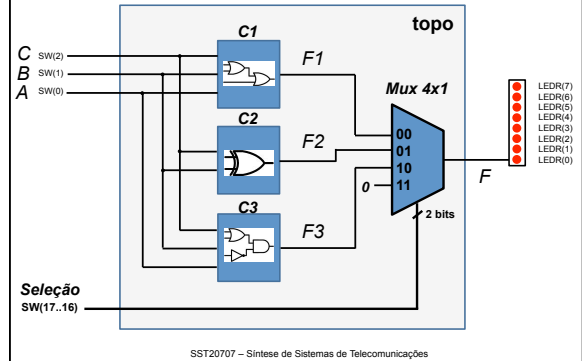 topo
C1
C SW(2)
B SW(1)
A SW(0)
F1
Mux 4x1
C2
F2
00
01
10
11
0
F
LEDR(7)
LEDR(6)
LEDR(5)
LEDR(4)
LEDR(3)
LEDR(2)
LEDR(1)
LEDR(0)
C3
F3
2 bits
Seleção
SW(17..16)
SST20707 – Síntese de Sistemas de Telecomunicações